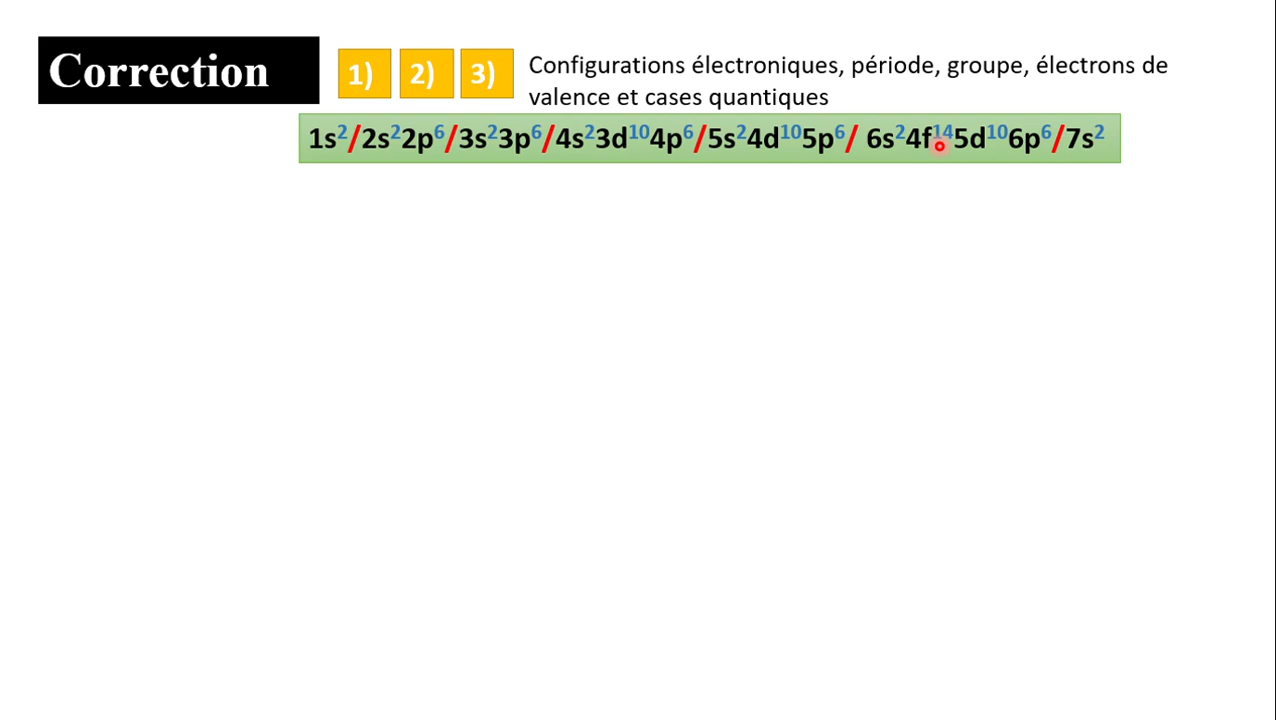 Correction
1) 2) 3)
Configurations électroniques, période, groupe, électrons de
valence et cases quantiques
1s²/2s²2p⁶/3s²3p⁶/4s²3d¹⁰4p⁶/5s²4d¹⁰5p⁶/ 6s²4f¹⁴5d¹⁰6p⁶/7s²